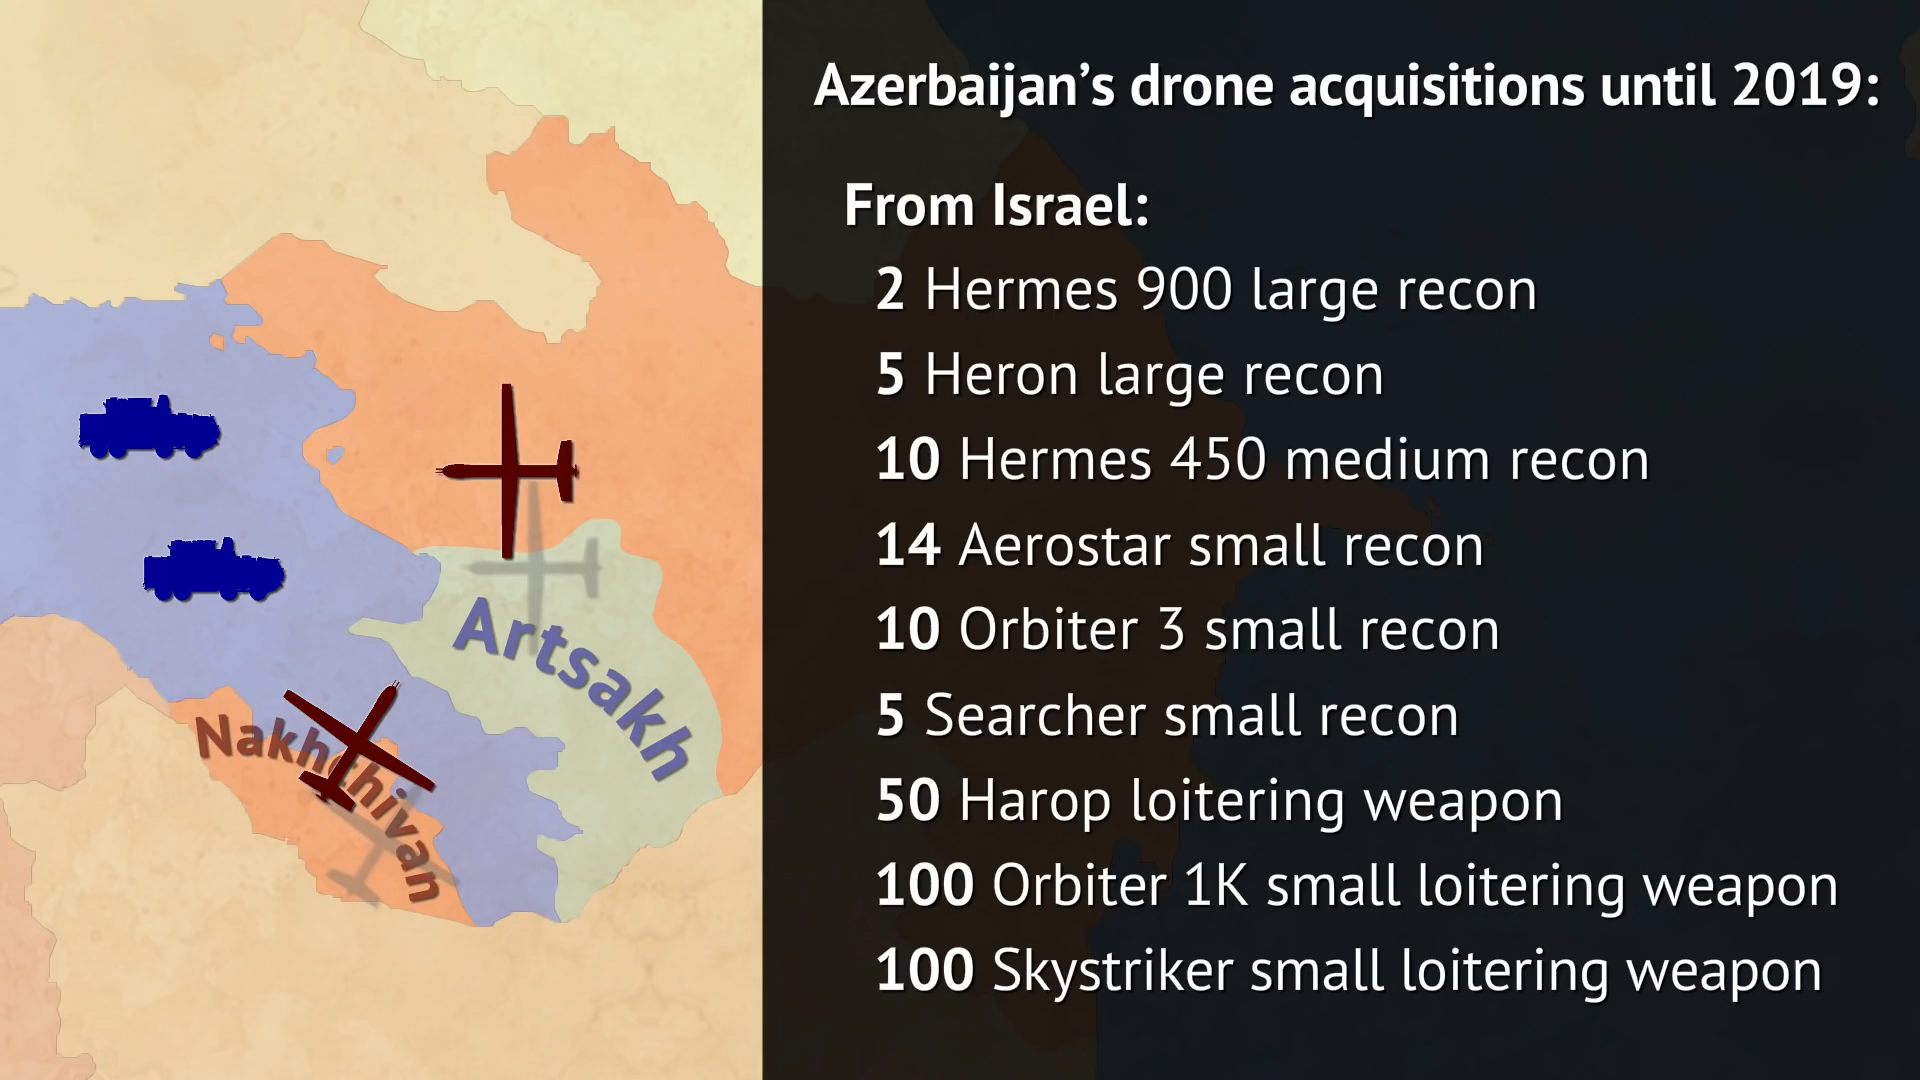 Azerbaijan’s drone acquisitions until 2019:
From Israel:
2 Hermes 900 large recon
5 Heron large recon
10 Hermes 450 medium recon
14 Aerostar small recon
10 Orbiter 3 small recon
5 Searcher small recon
50 Harop loitering weapon
100 Orbiter 1K small loitering weapon
100 Skystriker small loitering weapon
Artsakh
Nakhchivan